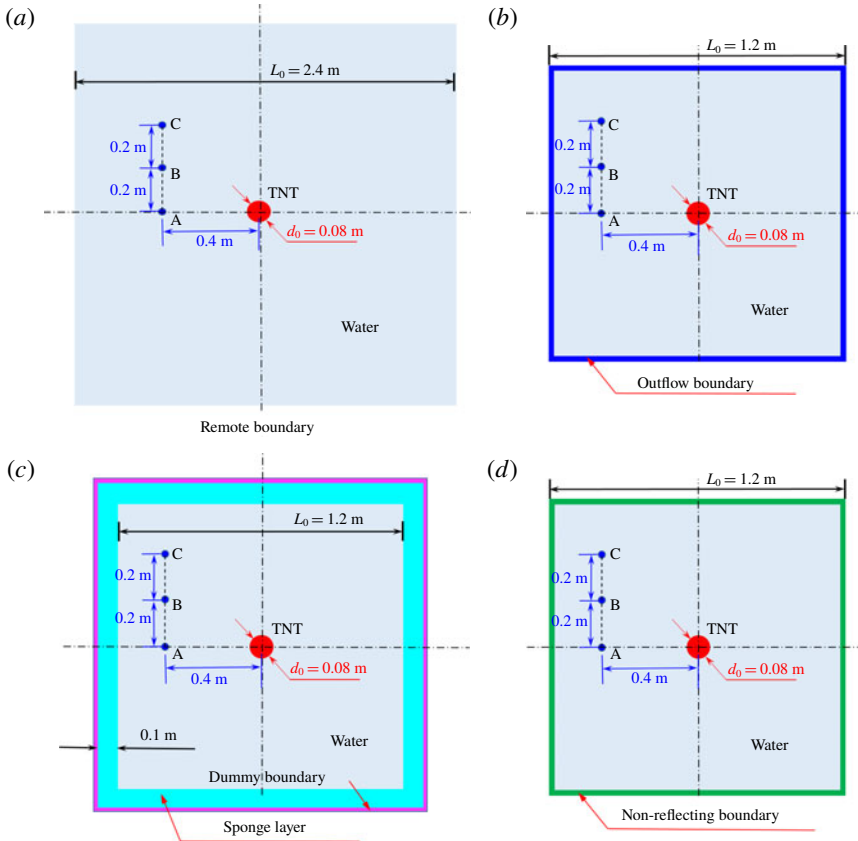 (a)
L₀ = 2.4 m
C
0.2 m
B
0.2 m
TNT
A
d₀ = 0.08 m
0.4 m
Water
Remote boundary
(b)
L₀ = 1.2 m
C
0.2 m
B
0.2 m
TNT
A
d₀ = 0.08 m
0.4 m
Water
Outflow boundary
(c)
L₀ = 1.2 m
C
0.2 m
B
0.2 m
TNT
A
d₀ = 0.08 m
0.4 m
0.1 m
Water
Dummy boundary
Sponge layer
(d)
L₀ = 1.2 m
C
0.2 m
B
0.2 m
TNT
A
d₀ = 0.08 m
0.4 m
Water
Non-reflecting boundary